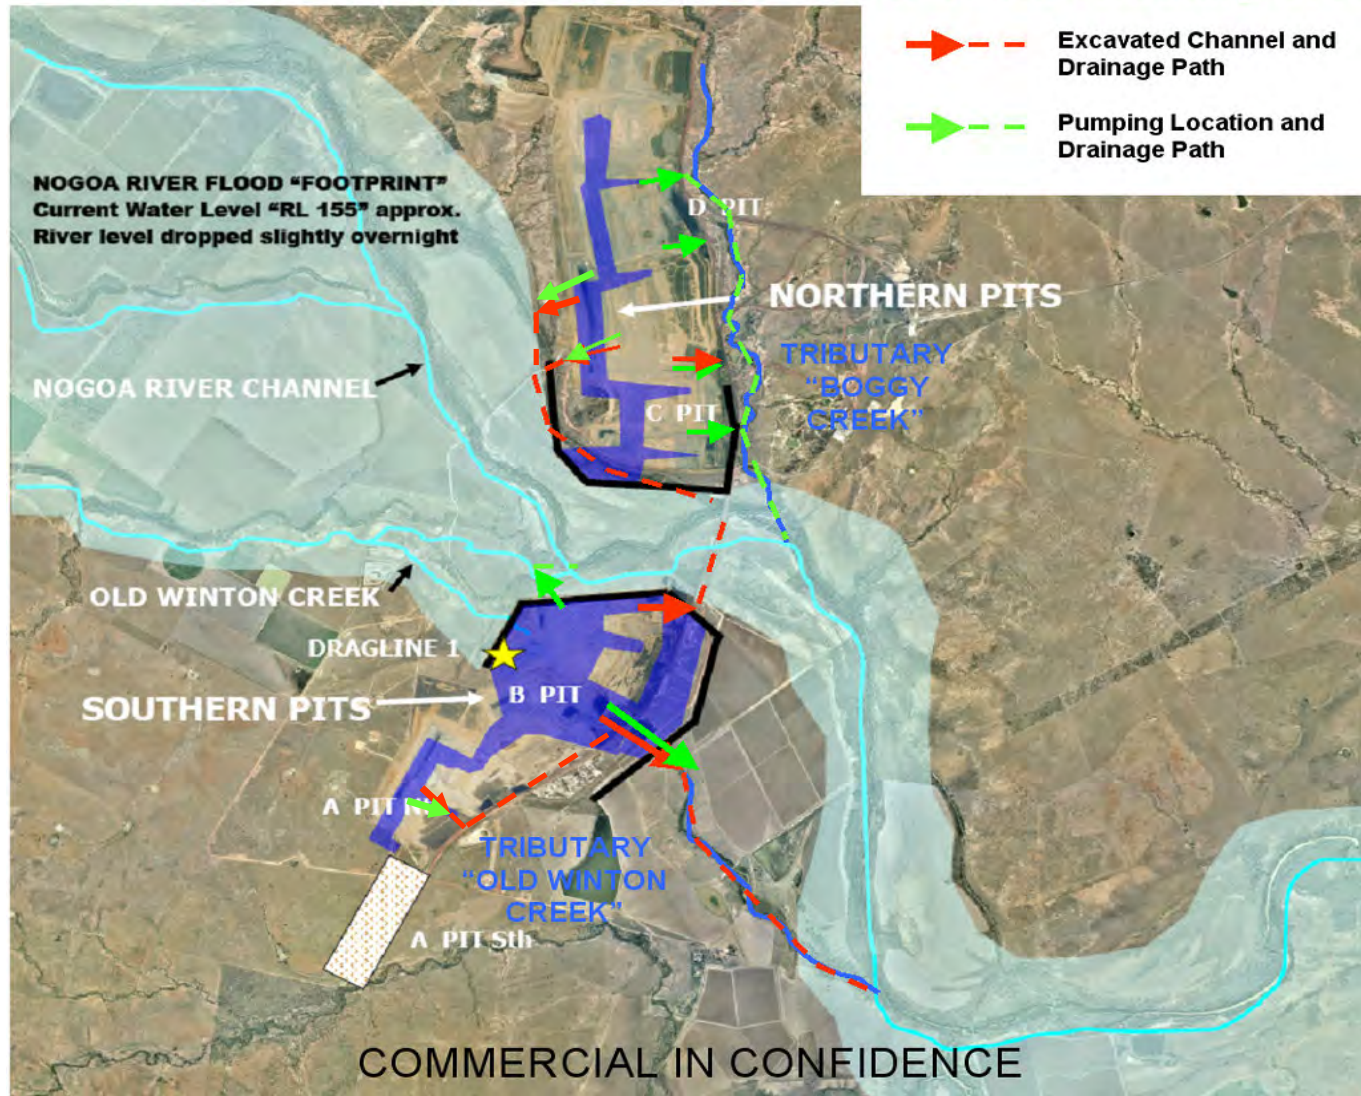 Excavated Channel and
Drainage Path
Pumping Location and
Drainage Path
NOGOA RIVER FLOOD "FOOTPRINT"
Current Water Level "RL 155" approx.
River level dropped slightly overnight
D PIT
NORTHERN PITS
TRIBUTARY
"BOGGY
CREEK"
NOGOA RIVER CHANNEL
C PIT
OLD WINTON CREEK
DRAGLINE 1
B PIT
SOUTHERN PITS
A PIT
TRIBUTARY
"OLD WINTON
CREEK"
A PIT Sth
COMMERCIAL IN CONFIDENCE